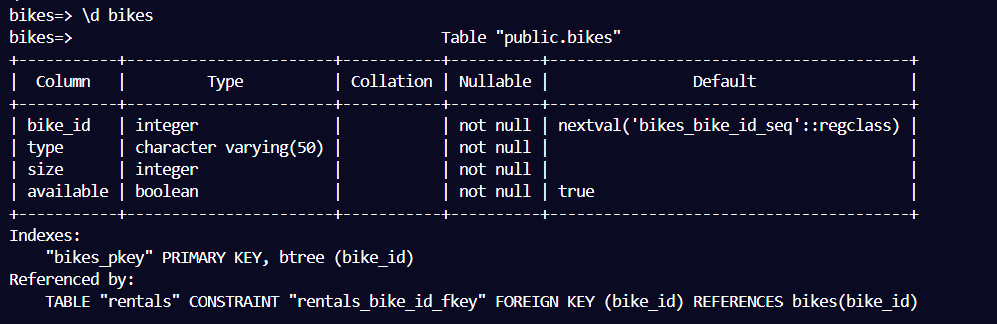 bikes=> \d bikes
bikes=>                                         Table "public.bikes"
+-----------+-----------------------+-----------+----------+----------------------------------------+
|  Column   |         Type          | Collation | Nullable |                Default                 |
+-----------+-----------------------+-----------+----------+----------------------------------------+
| bike_id   | integer               |           | not null | nextval('bikes_bike_id_seq'::regclass) |
| type      | character varying(50) |           | not null |                                        |
| size      | integer               |           | not null |                                        |
| available | boolean               |           | not null | true                                   |
+-----------+-----------------------+-----------+----------+----------------------------------------+
Indexes:
    "bikes_pkey" PRIMARY KEY, btree (bike_id)
Referenced by:
    TABLE "rentals" CONSTRAINT "rentals_bike_id_fkey" FOREIGN KEY (bike_id) REFERENCES bikes(bike_id)